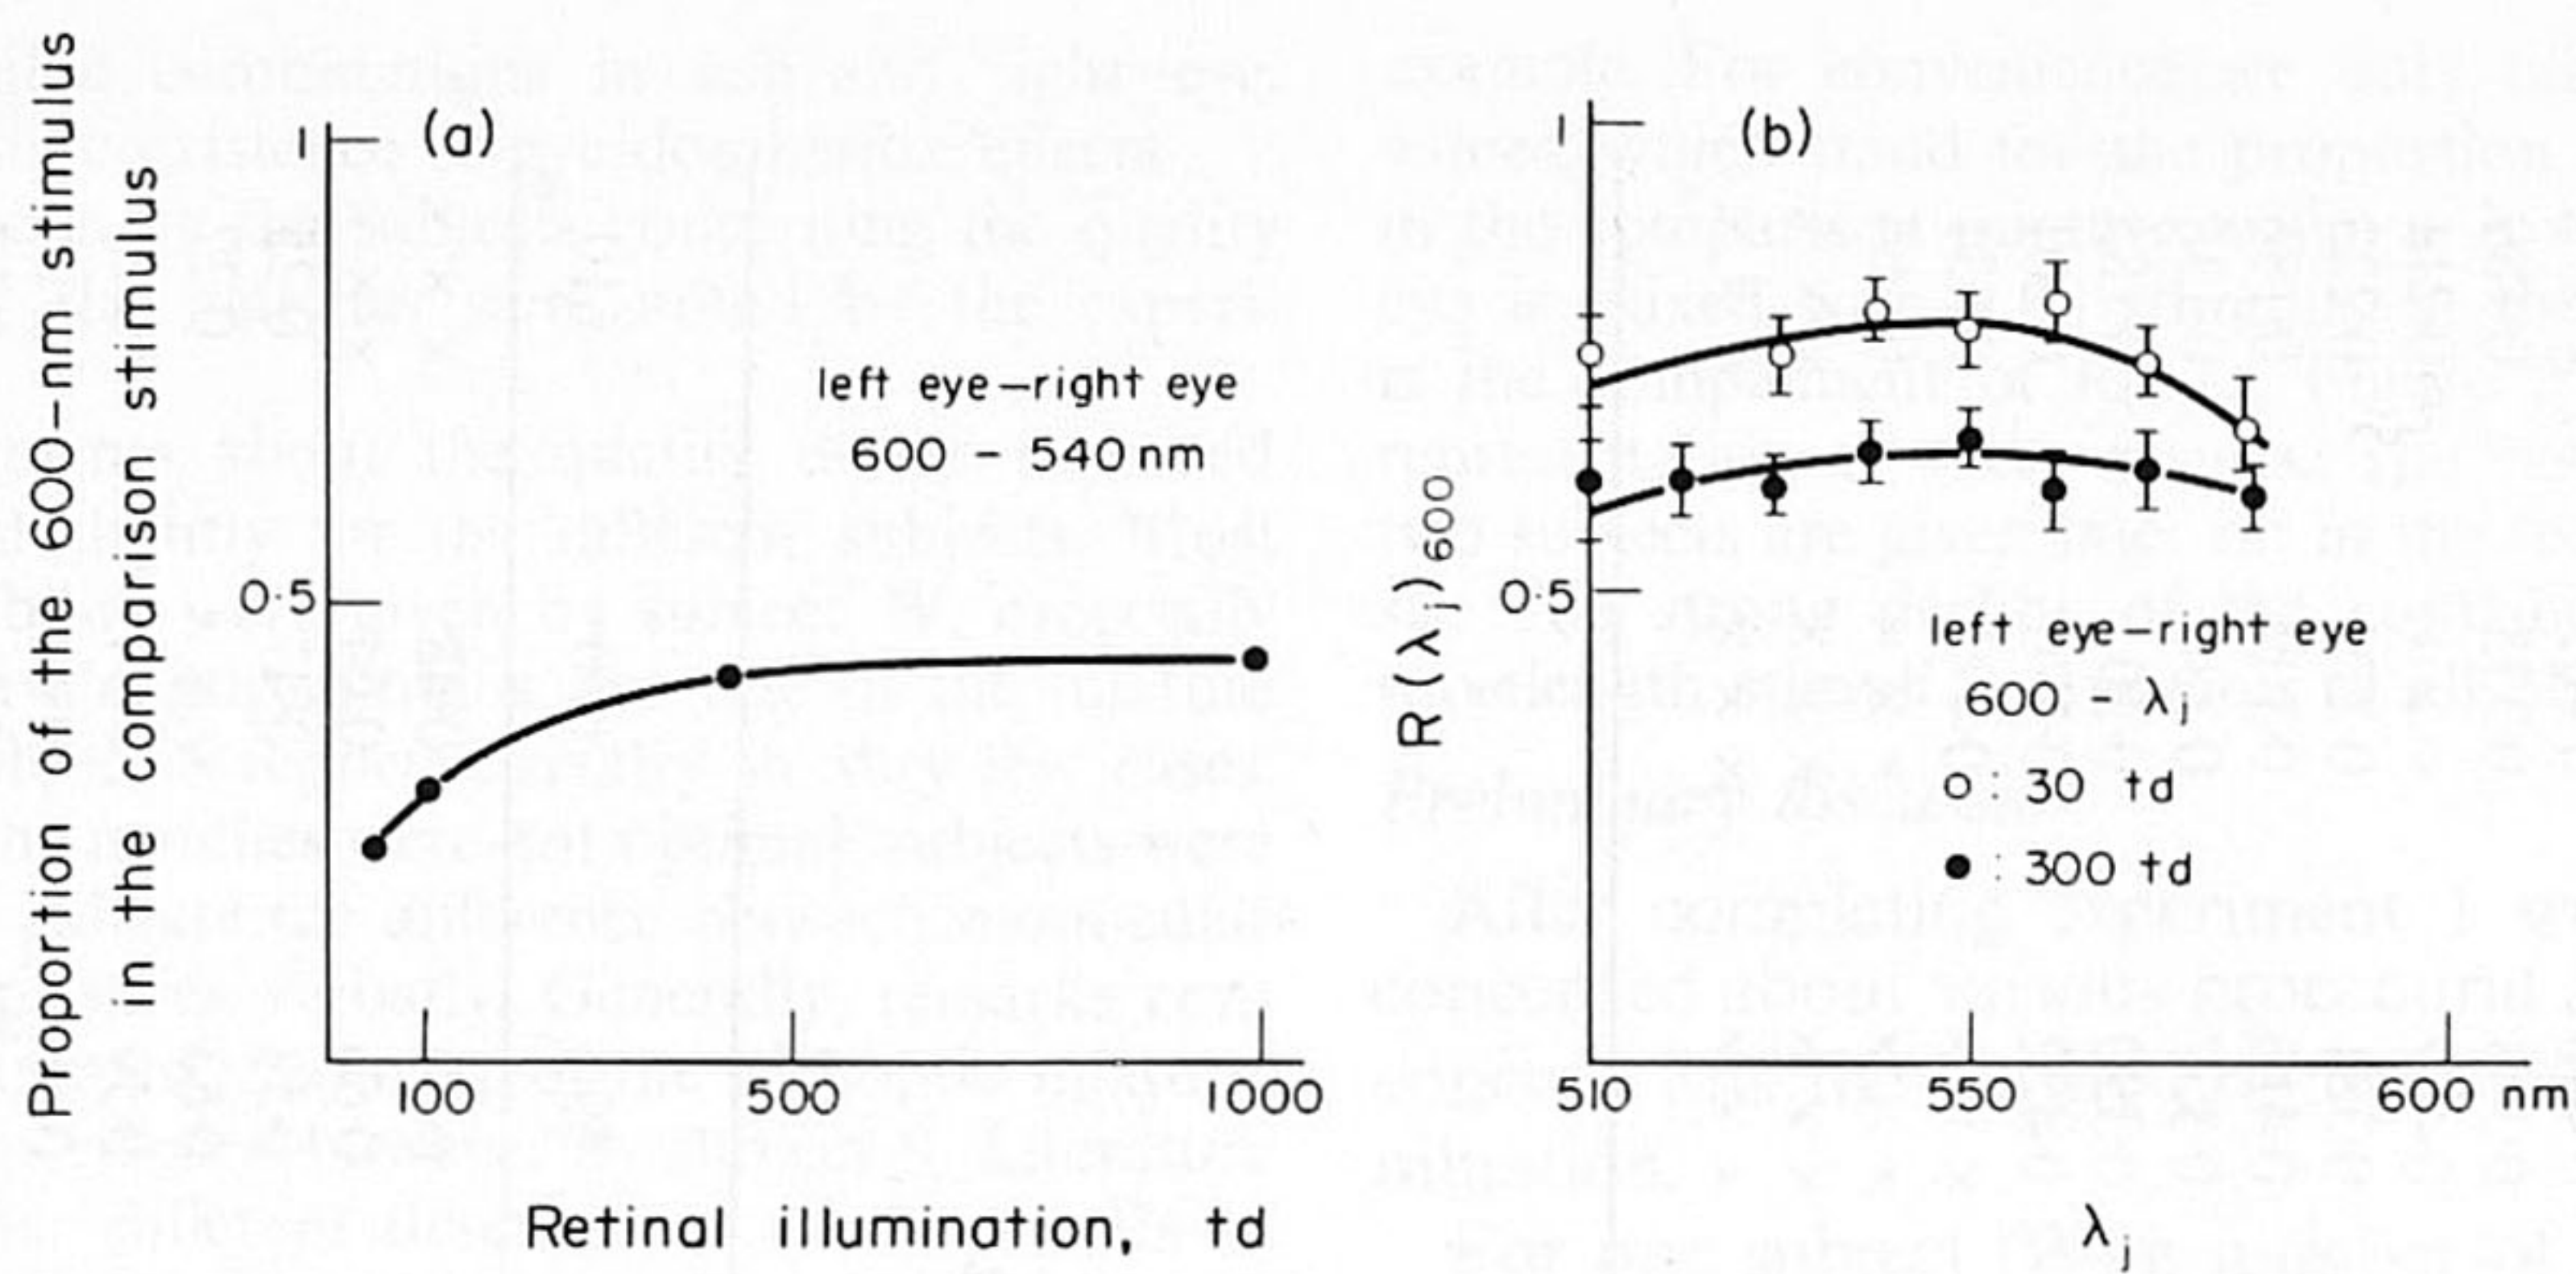 Proportion of the 600-nm stimulus
in the comparison stimulus
(a)
1
0·5
left eye—right eye
600 - 540 nm
100 500 1000
Retinal illumination, td
(b)
1
0·5
R(λj)600
left eye—right eye
600 - λj
○ : 30 td
● : 300 td
510 550 600 nm
λj